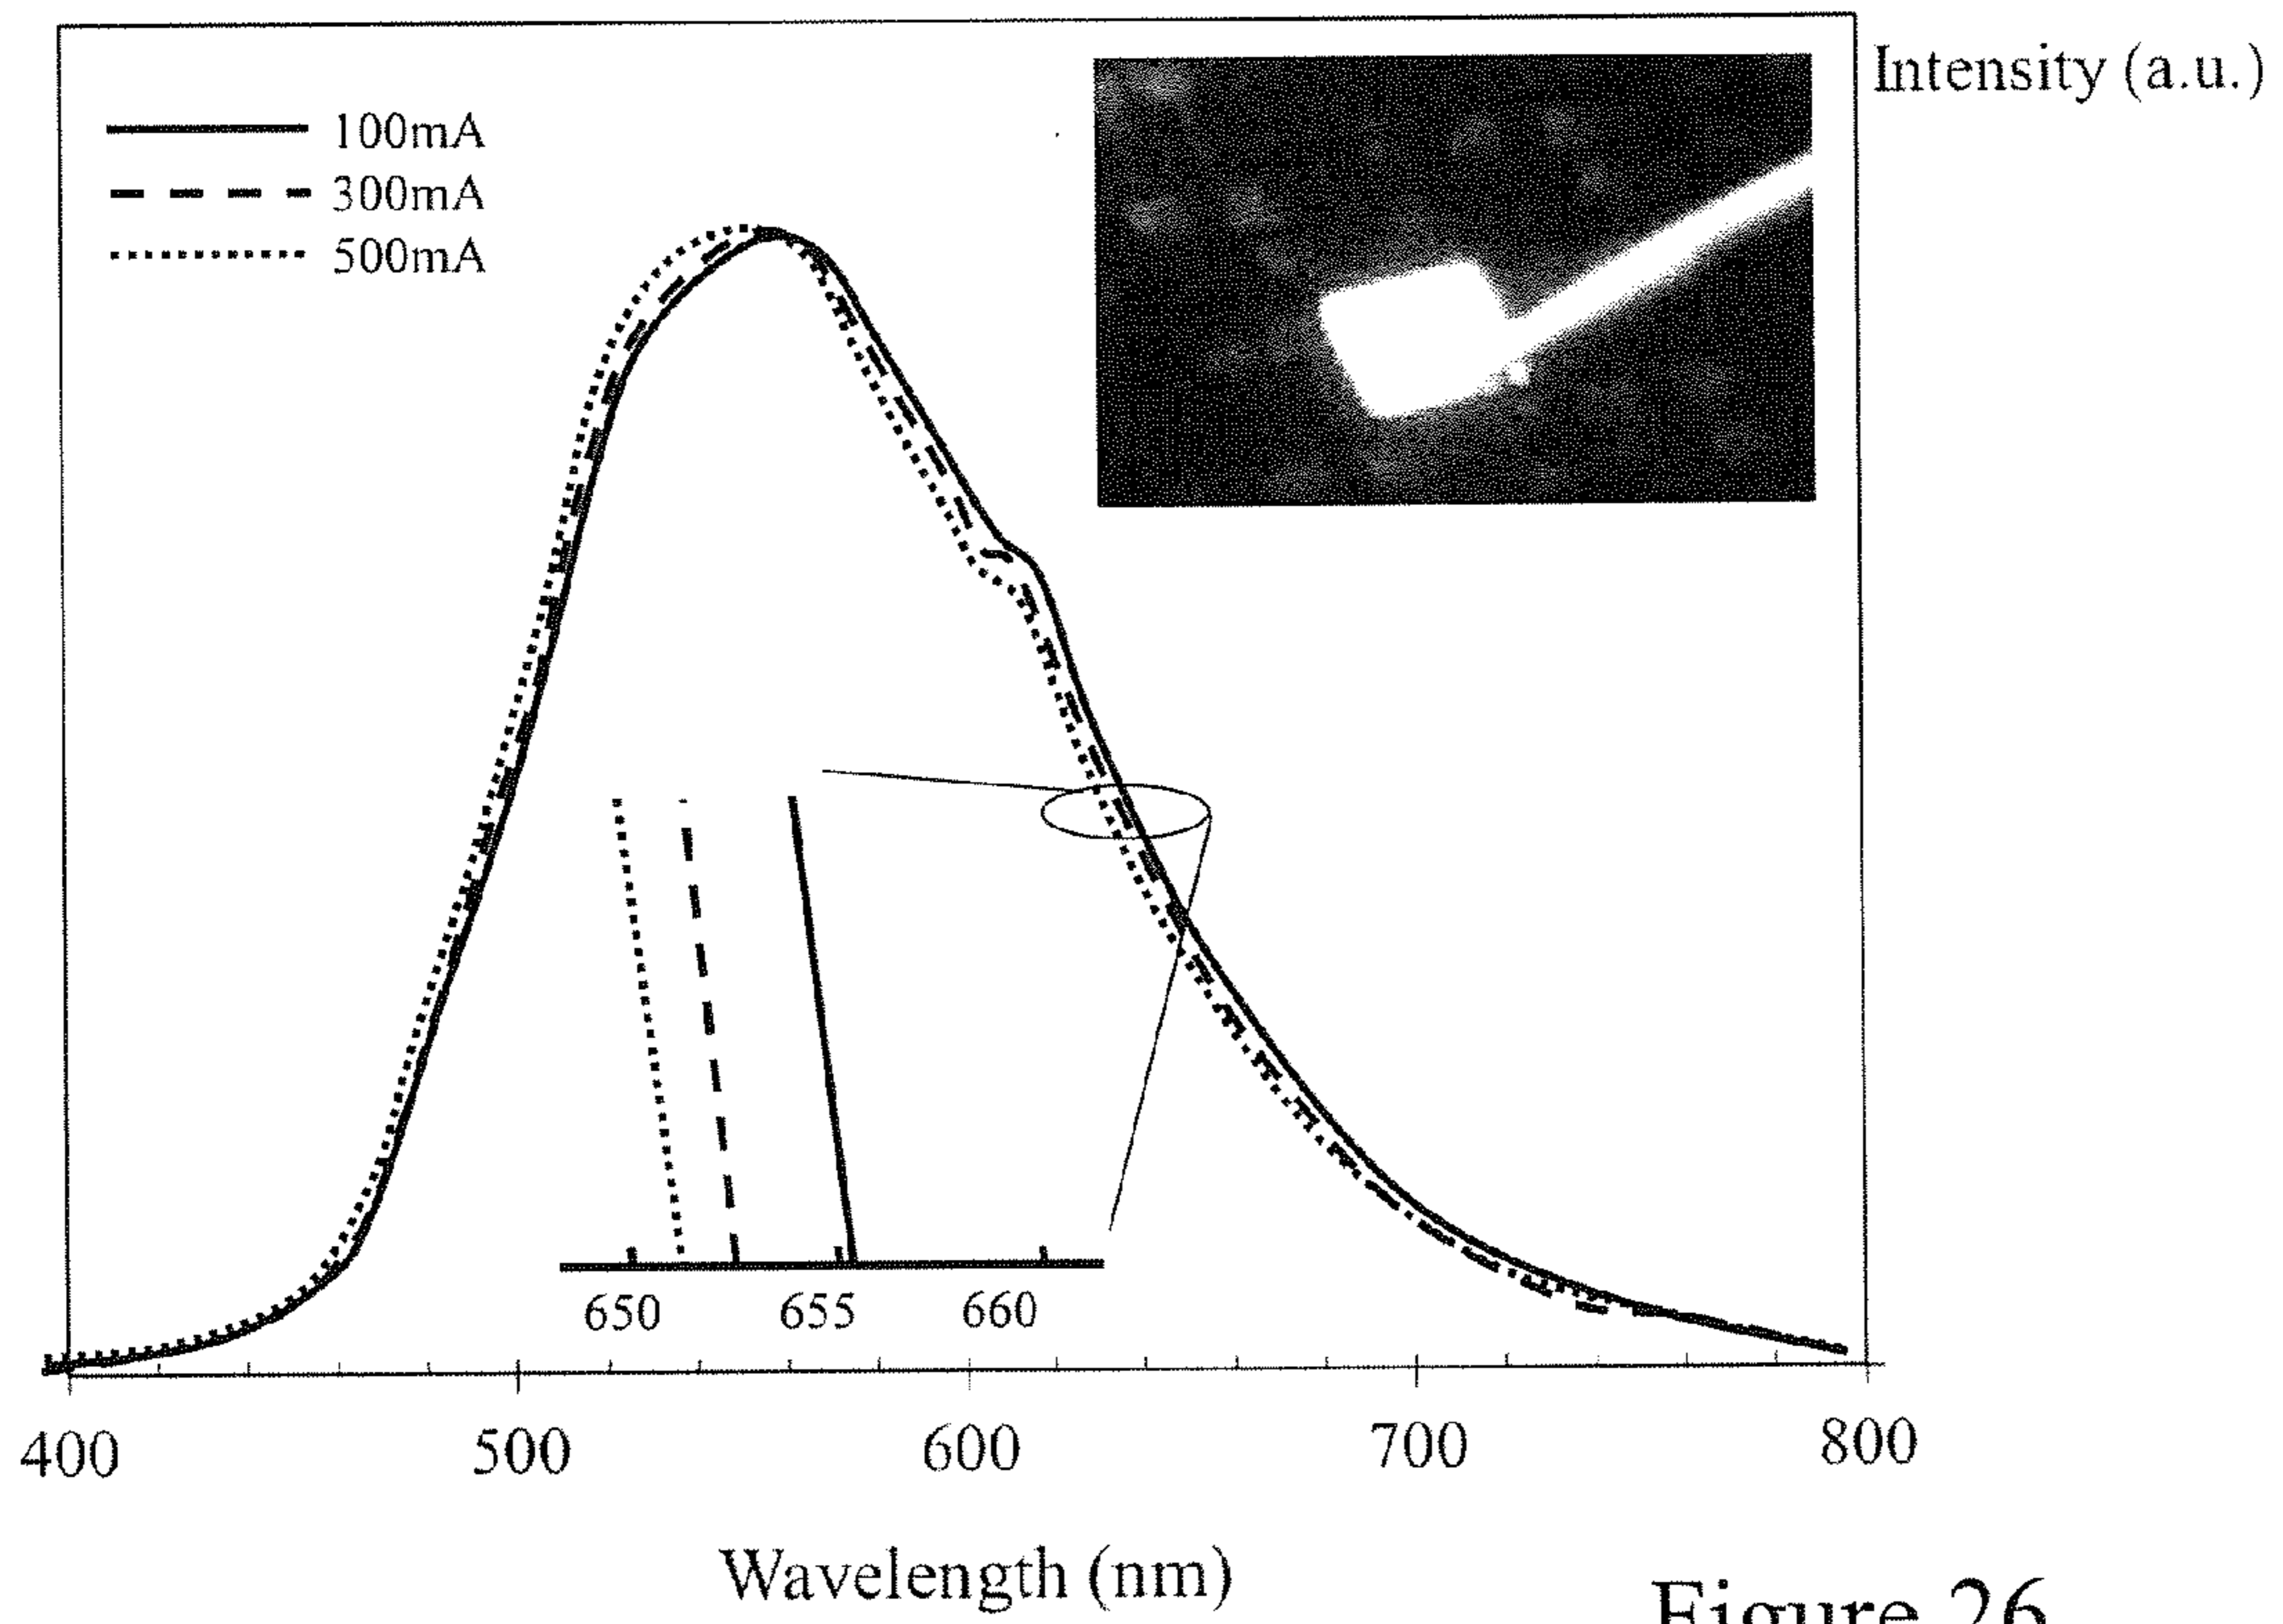 Intensity (a.u.)
100mA
300mA
500mA
650 655 660
400 500 600 700 800
Wavelength (nm)
Figure 26